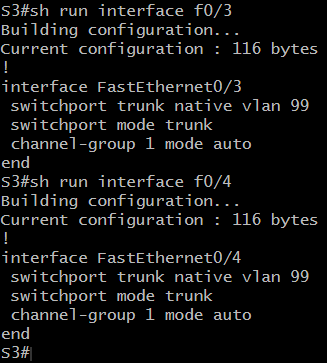 S3#sh run interface f0/3
Building configuration...
Current configuration : 116 bytes
!
interface FastEthernet0/3
 switchport trunk native vlan 99
 switchport mode trunk
 channel-group 1 mode auto
end
S3#sh run interface f0/4
Building configuration...
Current configuration : 116 bytes
!
interface FastEthernet0/4
 switchport trunk native vlan 99
 switchport mode trunk
 channel-group 1 mode auto
end
S3#